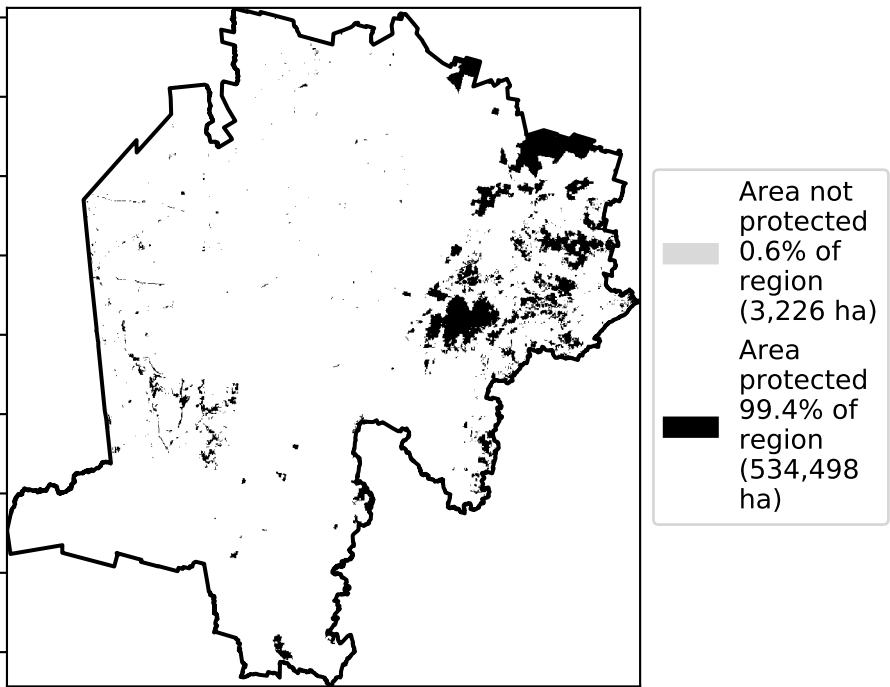 Area not
protected
0.6% of
region
(3,226 ha)
Area
protected
99.4% of
region
(534,498
ha)